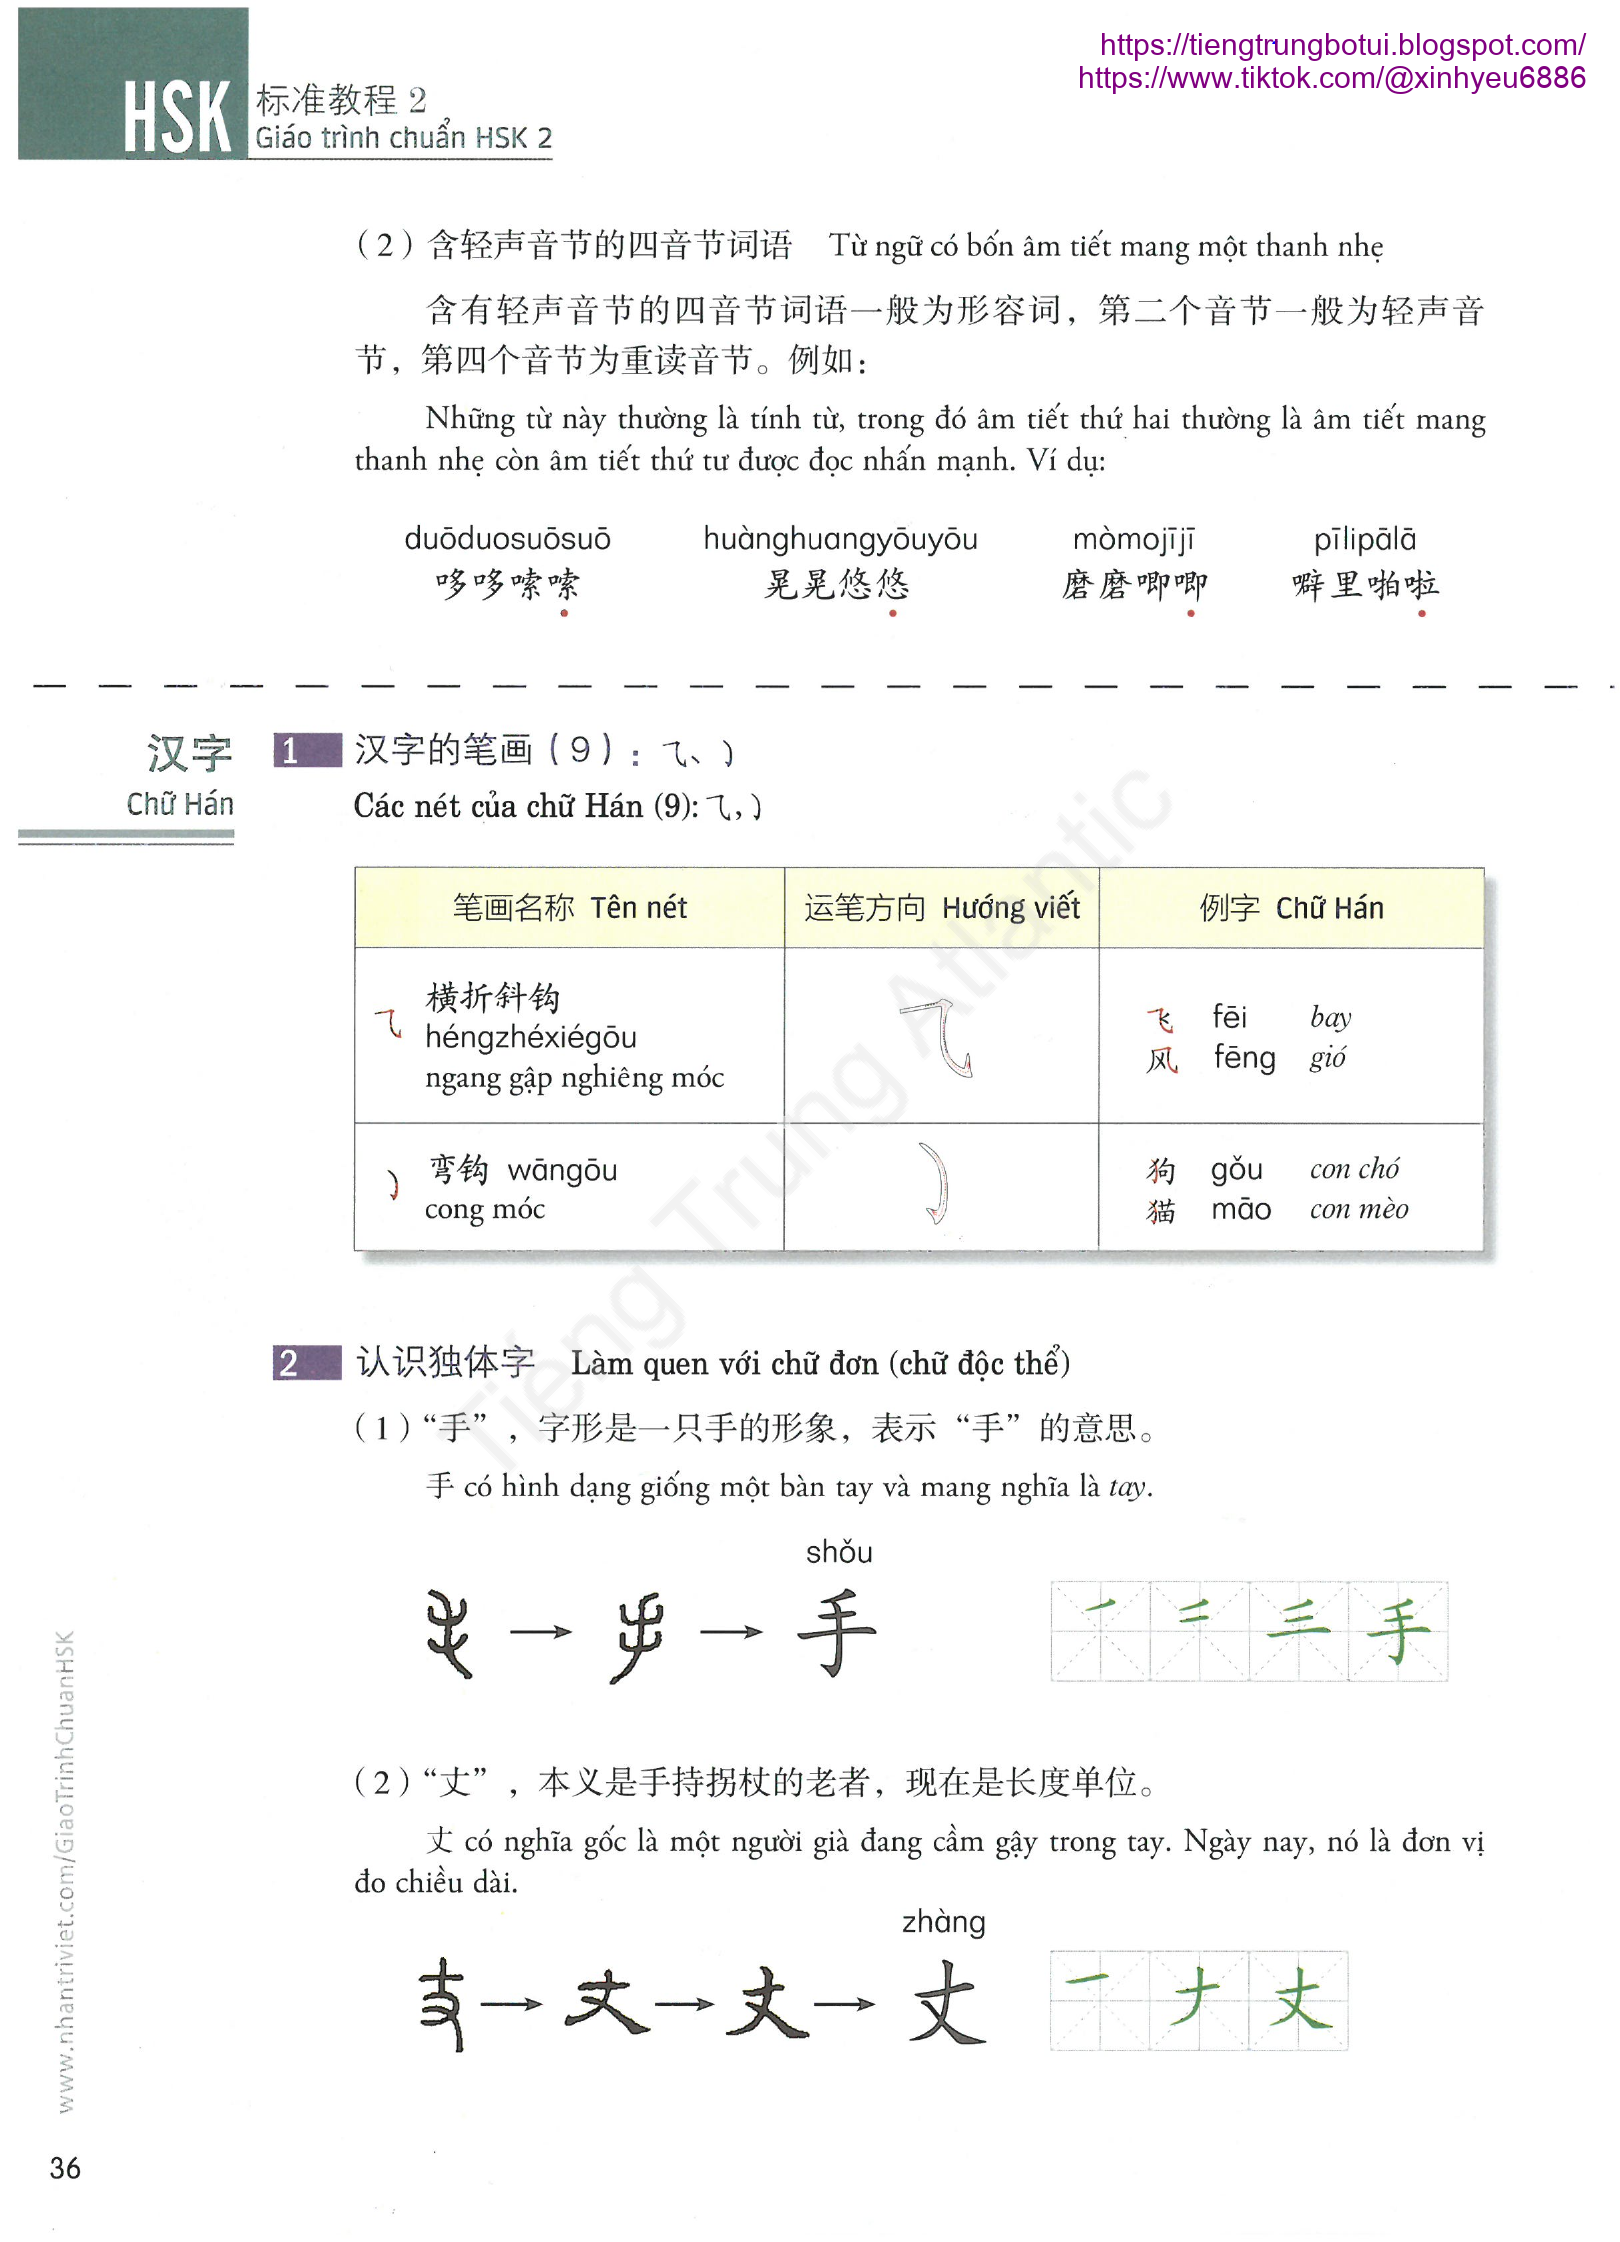 https://tiengtrungbotui.blogspot.com/
https://www.tiktok.com/@xinhyeu6886
HSK 标准教程 2
Giáo trình chuẩn HSK 2
（2）含轻声音节的四音节词语 Từ ngữ có bốn âm tiết mang một thanh nhẹ
含有轻声音节的四音节词语一般为形容词，第二个音节一般为轻声音
节，第四个音节为重读音节。例如：
Những từ này thường là tính từ, trong đó âm tiết thứ hai thường là âm tiết mang
thanh nhẹ còn âm tiết thứ tư được đọc nhấn mạnh. Ví dụ:
duōduosuōsuō huànghuangyōuyōu mòmojījī pīlipālā
哆哆嗦嗦 晃晃悠悠 磨磨唧唧 噼里啪啦
汉字
Chữ Hán
1 汉字的笔画（9）：⺄、㇁
Các nét của chữ Hán (9): ⺄, ㇁
笔画名称 Tên nét 运笔方向 Hướng viết 例字 Chữ Hán
⺄ 横折斜钩
héngzhéxiégōu
ngang gập nghiêng móc
飞 fēi bay
风 fēng gió
㇁ 弯钩 wāngōu
cong móc
狗 gǒu con chó
猫 māo con mèo
2 认识独体字 Làm quen với chữ đơn (chữ độc thể)
（1）“手”，字形是一只手的形象，表示“手”的意思。
手 có hình dạng giống một bàn tay và mang nghĩa là tay.
shǒu
手
手
（2）“丈”，本义是手持拐杖的老者，现在是长度单位。
丈 có nghĩa gốc là một người già đang cầm gậy trong tay. Ngày nay, nó là đơn vị
đo chiều dài.
zhàng
丈
丈
www.nhantriviet.com/GiaoTrinhChuanHSK
36
Tiếng Trung Atlantic